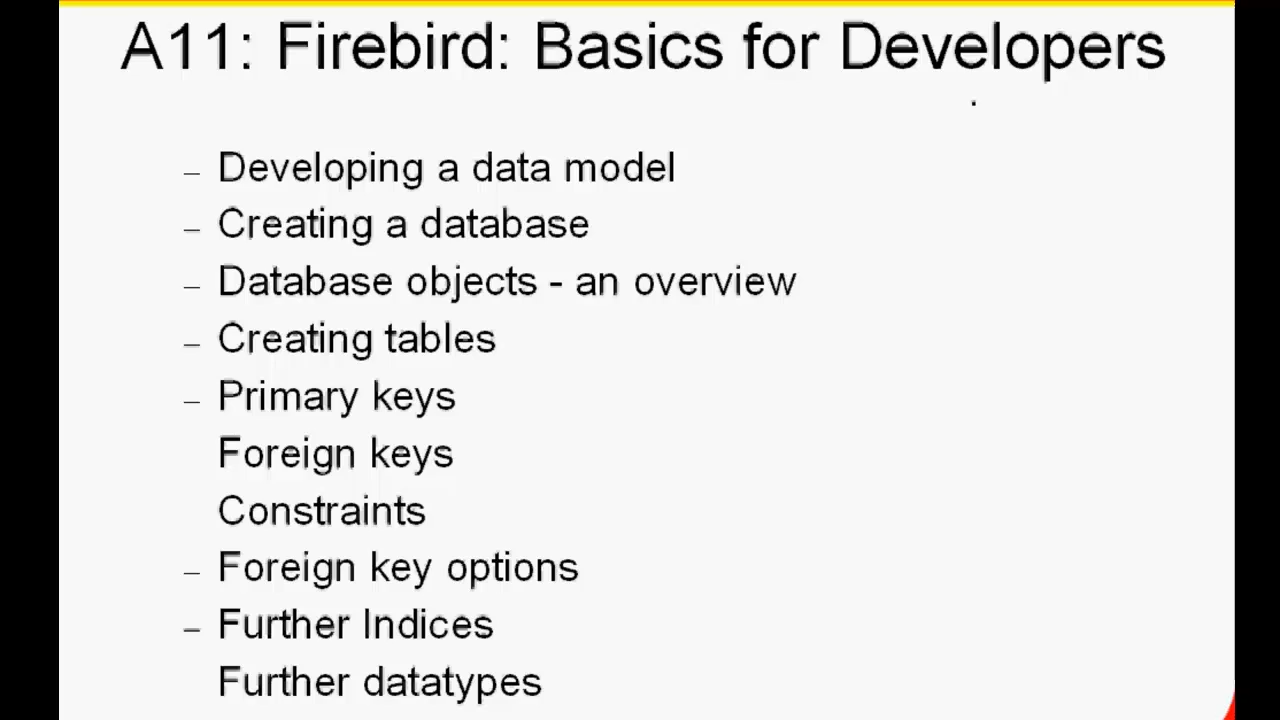 A11: Firebird: Basics for Developers
– Developing a data model
– Creating a database
– Database objects - an overview
– Creating tables
– Primary keys
Foreign keys
Constraints
– Foreign key options
– Further Indices
Further datatypes